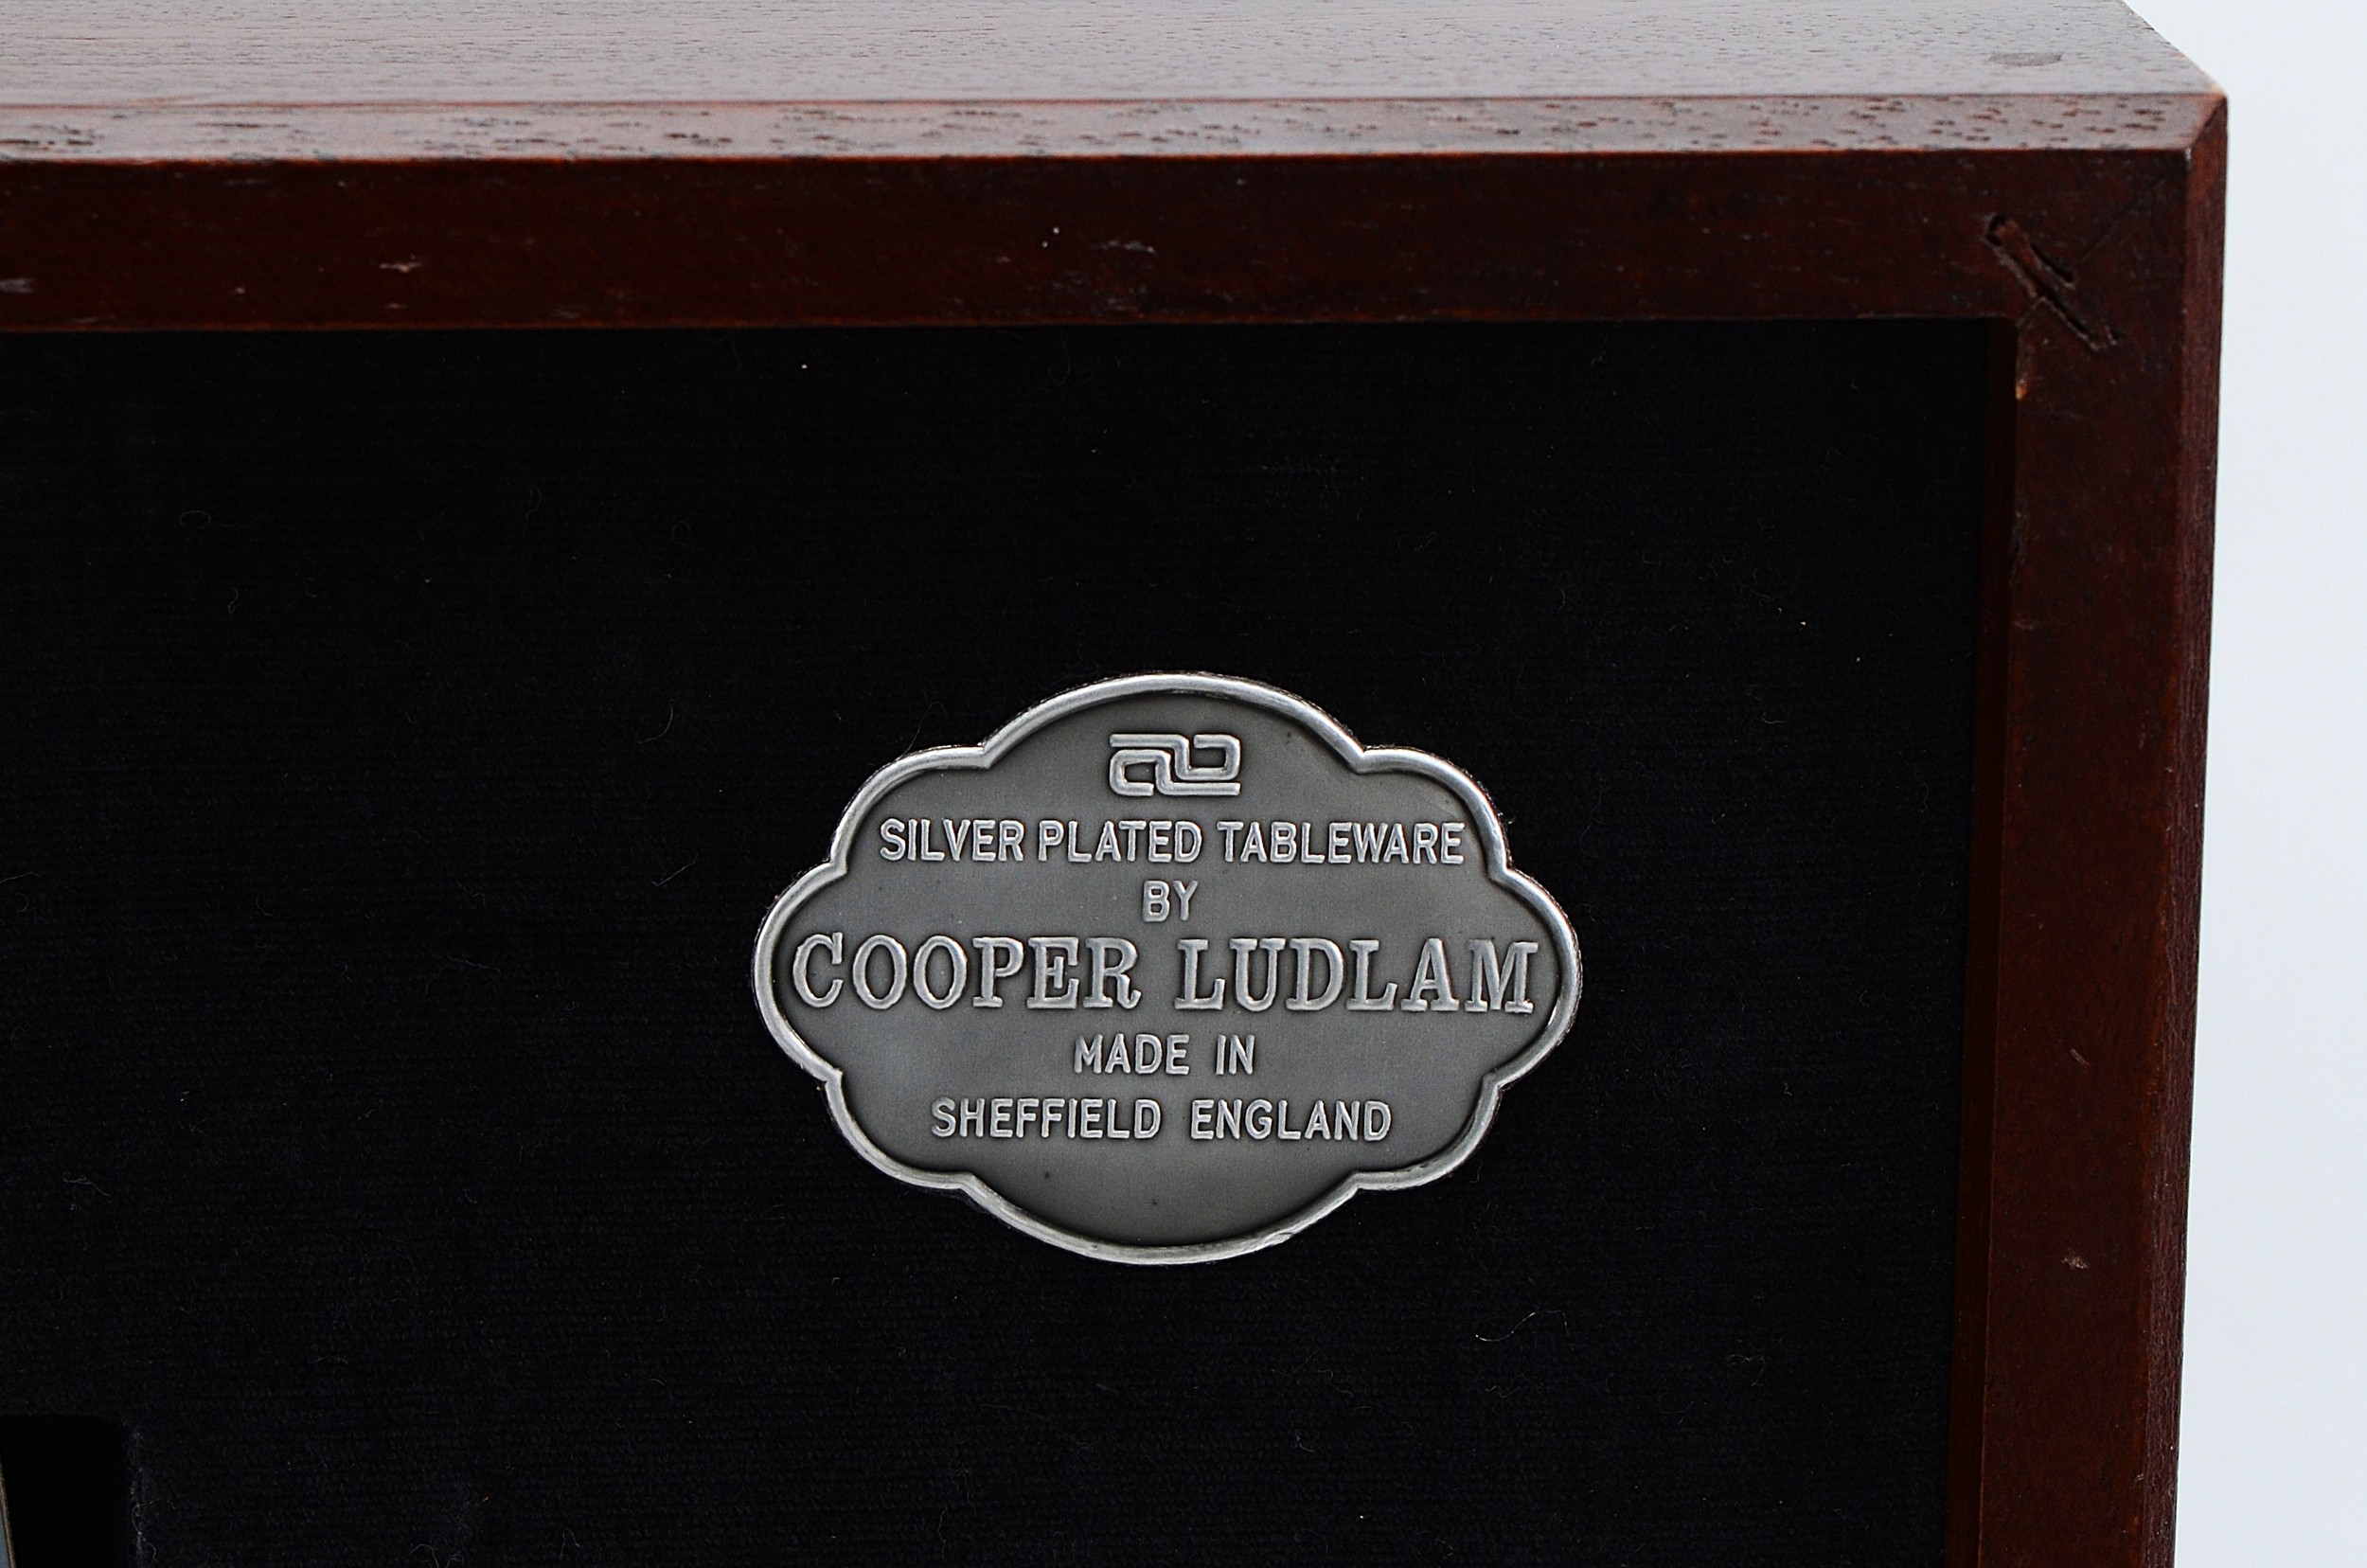 SILVER PLATED TABLEWARE
BY
COOPER LUDLAM
MADE IN
SHEFFIELD ENGLAND